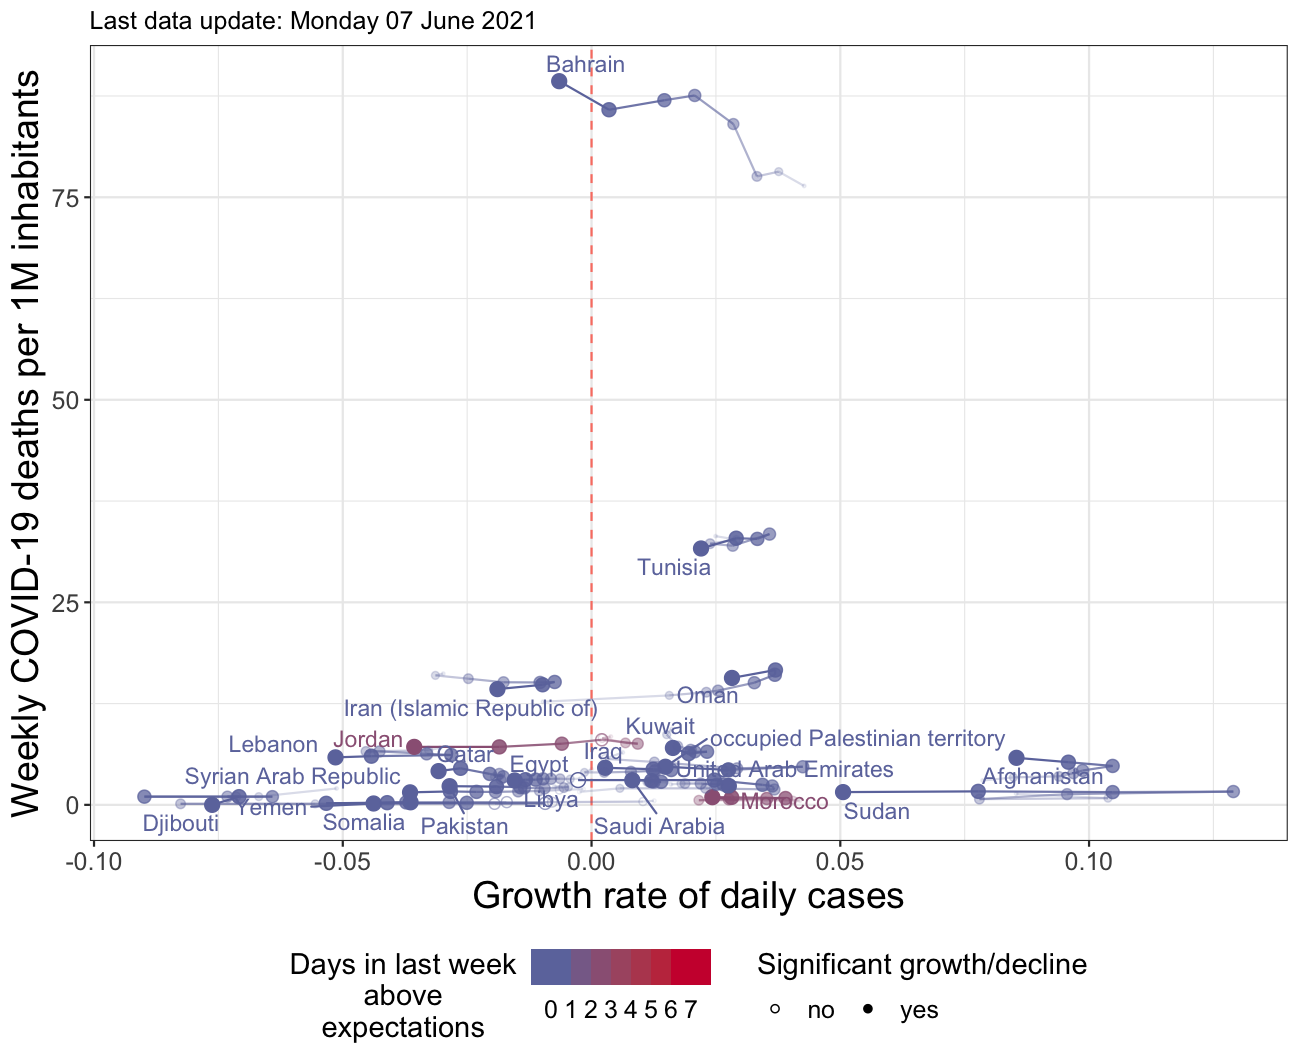 Last data update: Monday 07 June 2021
Weekly COVID-19 deaths per 1M inhabitants
Bahrain
75
50
Tunisia
25
Oman
Iran (Islamic Republic of)
Kuwait
Jordan
occupied Palestinian territory
Lebanon
Qatar
Iraq
Egypt
United Arab Emirates
Syrian Arab Republic
Afghanistan
Libya
Morocco
Yemen
0
Sudan
Djibouti
Somalia
Pakistan
Saudi Arabia
-0.10
-0.05
0.00
0.05
0.10
Growth rate of daily cases
Days in last week
above
expectations
0 1 2 3 4 5 6 7
Significant growth/decline
no
yes